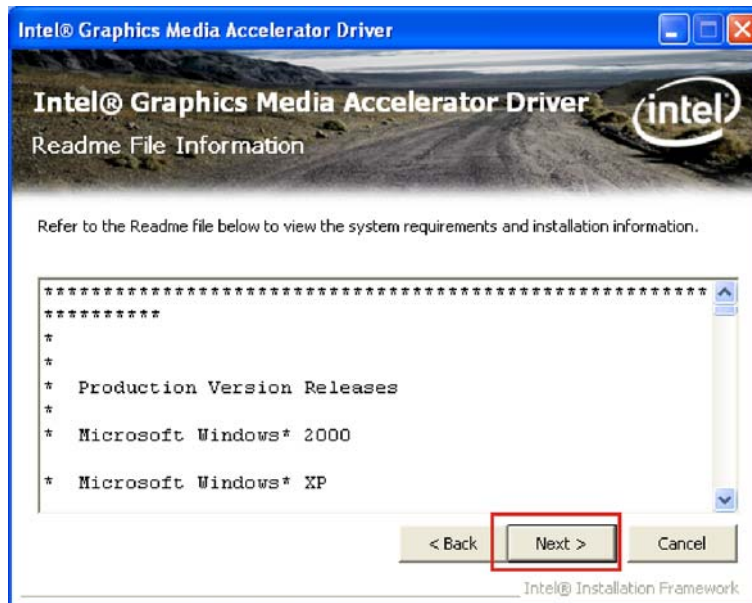 Intel® Graphics Media Accelerator Driver
Intel® Graphics Media Accelerator Driver
intel
Readme File Information
Refer to the Readme file below to view the system requirements and installation information.
********************************************************
**********
*
*
* Production Version Releases
*
* Microsoft Windows* 2000
* Microsoft Windows* XP
< Back
Next >
Cancel
Intel® Installation Framework